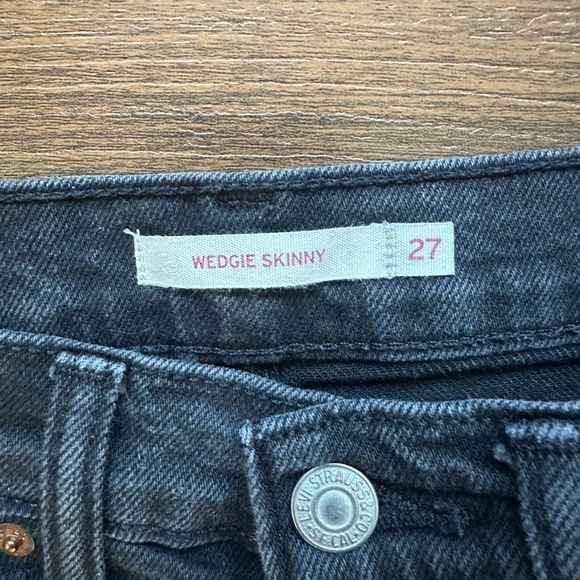 WEDGIE SKINNY 27
LEVI STRAUSS & CO
S.F. CAL.